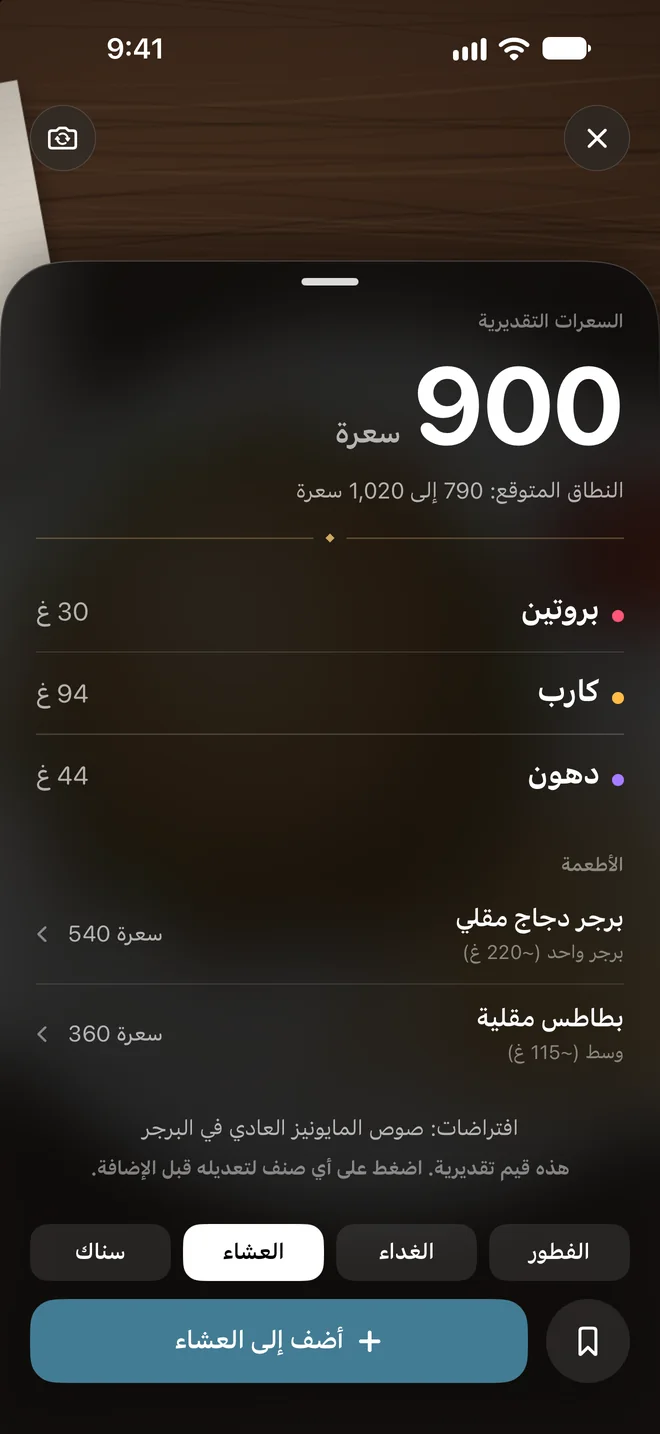 9:41
السعرات التقديرية
900 سعرة
النطاق المتوقع: 790 إلى 1,020 سعرة
بروتين 30 غ
كارب 94 غ
دهون 44 غ
الأطعمة
برجر دجاج مقلي
برجر واحد (~220 غ)
540 سعرة
بطاطس مقلية
وسط (~115 غ)
360 سعرة
افتراضات: صوص المايونيز العادي في البرجر
هذه قيم تقديرية. اضغط على أي صنف لتعديله قبل الإضافة.
الفطور الغداء العشاء سناك
+ أضف إلى العشاء